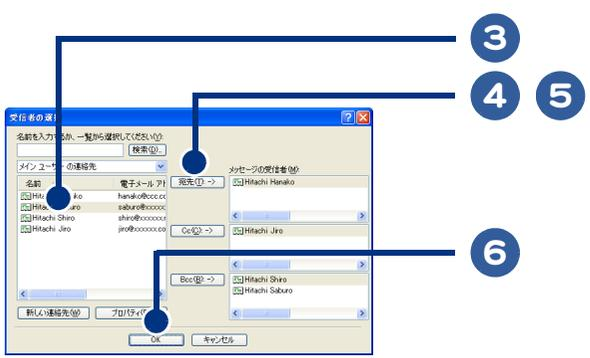 3
4 5
受信者の選
名前を入力するか、一覧から選択してください(Y):
検索(D)...
メイン ユーザーの連絡先
メッセージの受信者(M):
名前 電子メール アド
宛先(T): ->
Hitachi Hanako
hanako@ccc.cc
saburo@xxxxx
Hitachi Shiro shiro@xxxxxx.n
Hitachi Jiro jiro@xxxxxx.co
Cc(C): ->
Hitachi Jiro
6
Bcc(B): ->
Hitachi Shiro
Hitachi Saburo
新しい連絡先(W)
プロパティ
OK
キャンセル